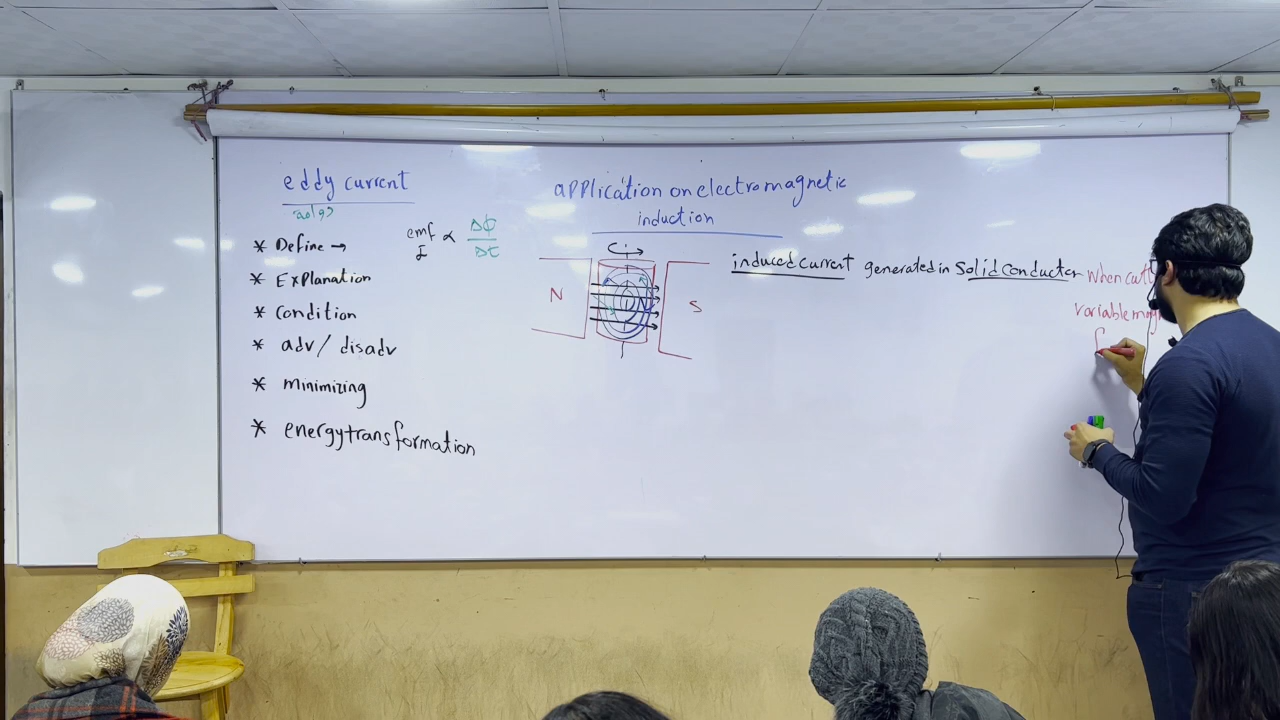 eddy current
* Define →
emf
I
∝ ΔΦ
Δt
* Explanation
* Condition
* adv/ disadv
* minimizing
* energy transformation
application on electromagnetic
induction
N
S
induced current generated in solid conductor when cutt
variable mag